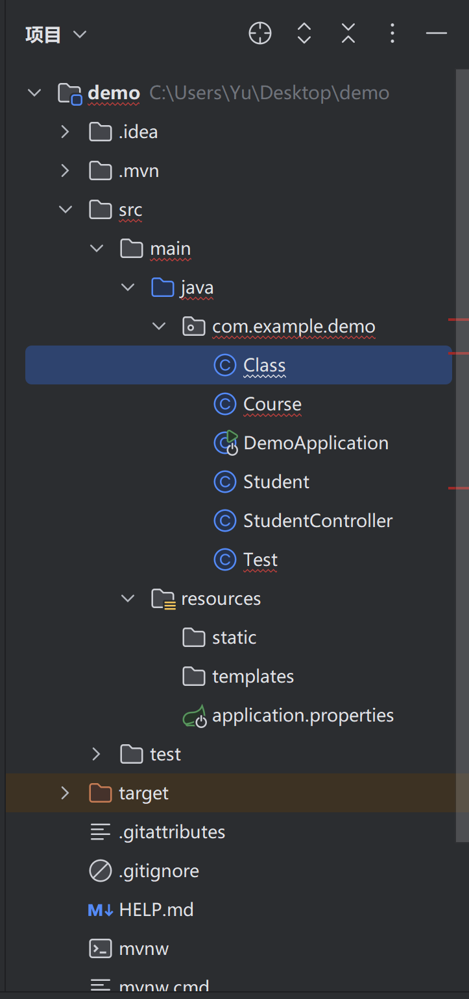 项目
demo C:\Users\Yu\Desktop\demo
.idea
.mvn
src
main
java
com.example.demo
Class
Course
DemoApplication
Student
StudentController
Test
resources
static
templates
application.properties
test
target
.gitattributes
.gitignore
HELP.md
mvnw
mvnw.cmd